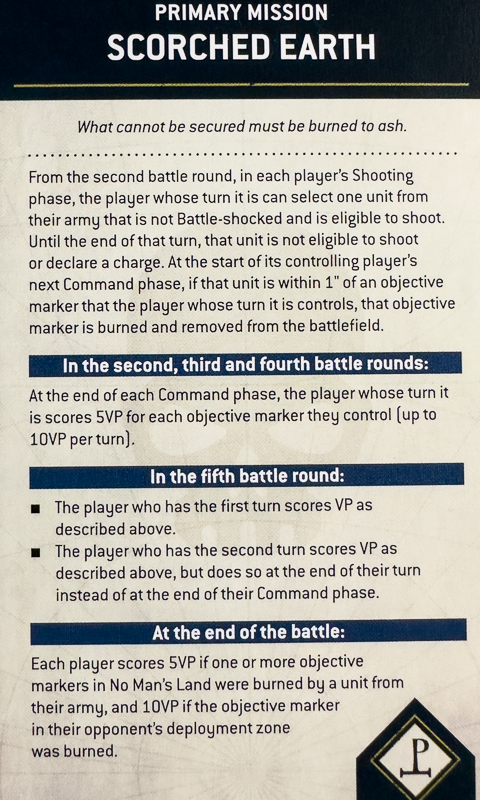 PRIMARY MISSION
SCORCHED EARTH
What cannot be secured must be burned to ash.
From the second battle round, in each player's Shooting
phase, the player whose turn it is can select one unit from
their army that is not Battle-shocked and is eligible to shoot.
Until the end of that turn, that unit is not eligible to shoot
or declare a charge. At the start of its controlling player's
next Command phase, if that unit is within 1" of an objective
marker that the player whose turn it is controls, that objective
marker is burned and removed from the battlefield.
In the second, third and fourth battle rounds:
At the end of each Command phase, the player whose turn it
is scores 5VP for each objective marker they control (up to
10VP per turn).
In the fifth battle round:
■ The player who has the first turn scores VP as
described above.
■ The player who has the second turn scores VP as
described above, but does so at the end of their turn
instead of at the end of their Command phase.
At the end of the battle:
Each player scores 5VP if one or more objective
markers in No Man's Land were burned by a unit from
their army, and 10VP if the objective marker
in their opponent's deployment zone
was burned.
P